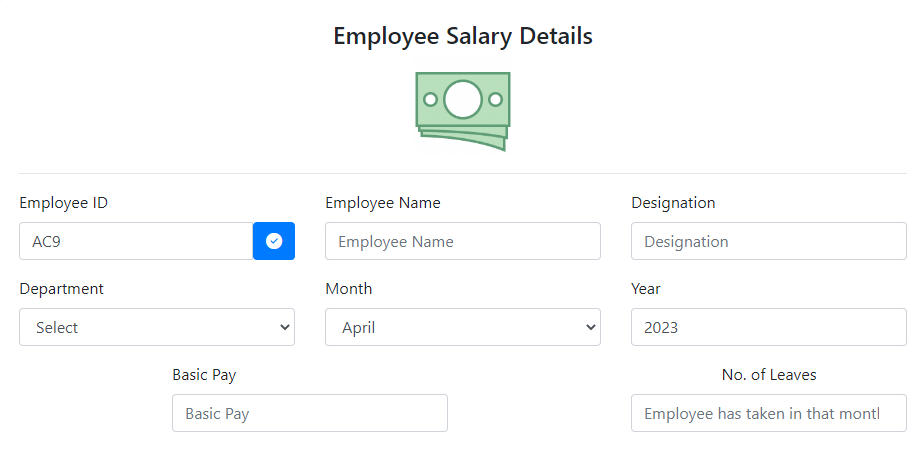 Employee Salary Details
Employee ID
Employee Name
Designation
AC9
Employee Name
Designation
Department
Month
Year
Select
April
2023
Basic Pay
No. of Leaves
Basic Pay
Employee has taken in that montl